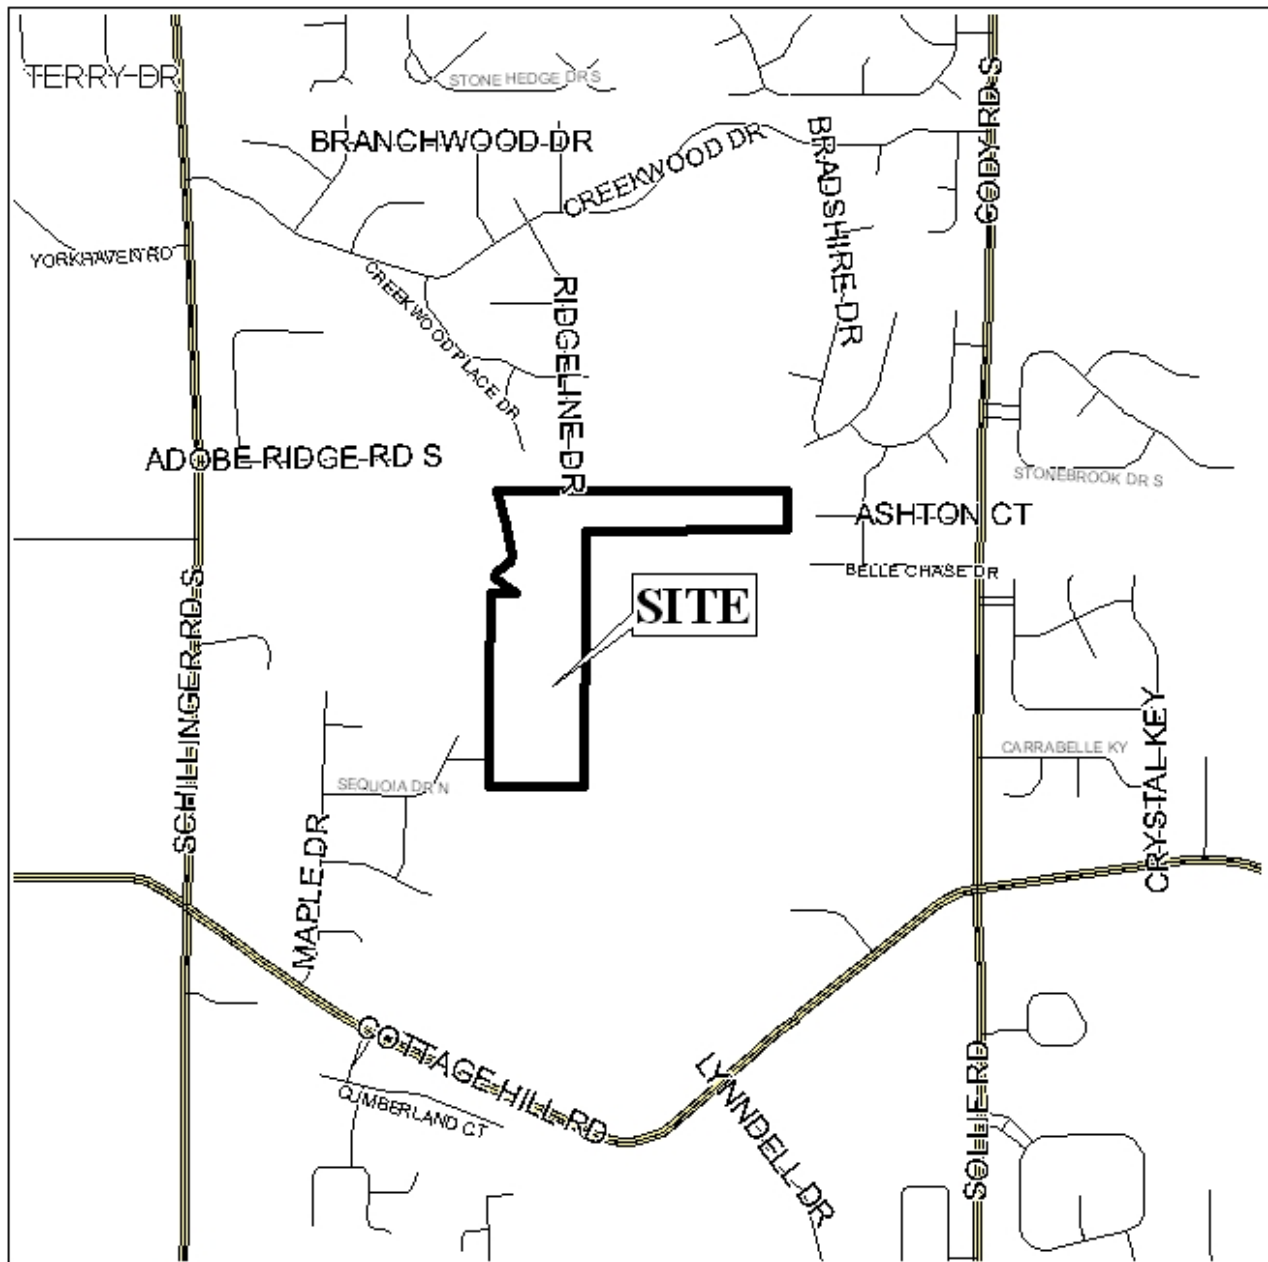 TERRY DR
STONE HEDGE DR S
BRANCHWOOD DR
CREEKWOOD DR
BRADSHIRE DR
CODY RD S
YORKHAVEN RD
CREEKWOOD PLACE DR
RIDGELINE DR
ADOBE RIDGE RD S
STONEBROOK DR S
ASHTON CT
BELLE CHASE DR
SITE
SCHILLINGER RD S
SEQUOIA DR N
CARRABELLE KY
CRYSTAL KEY
MAPLE DR
COTTAGE HILL RD
CUMBERLAND CT
LYNNDELL DR
SOLLIE RD